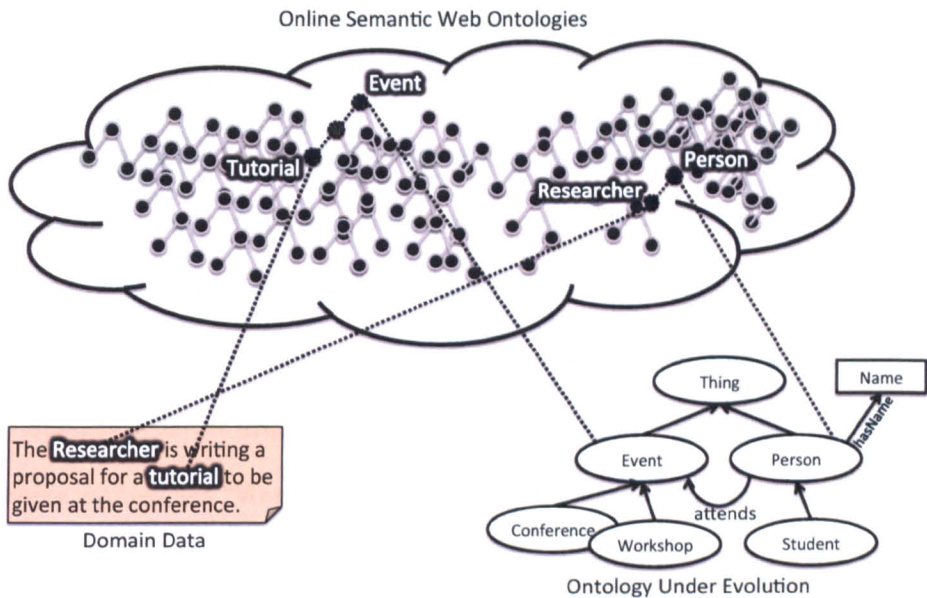 Online Semantic Web Ontologies
Event
Tutorial
Person
Researcher
Thing
Name
hasName
The Researcher is writing a
proposal for a tutorial to be
given at the conference.
Event
Person
attends
Conference
Workshop
Student
Domain Data
Ontology Under Evolution